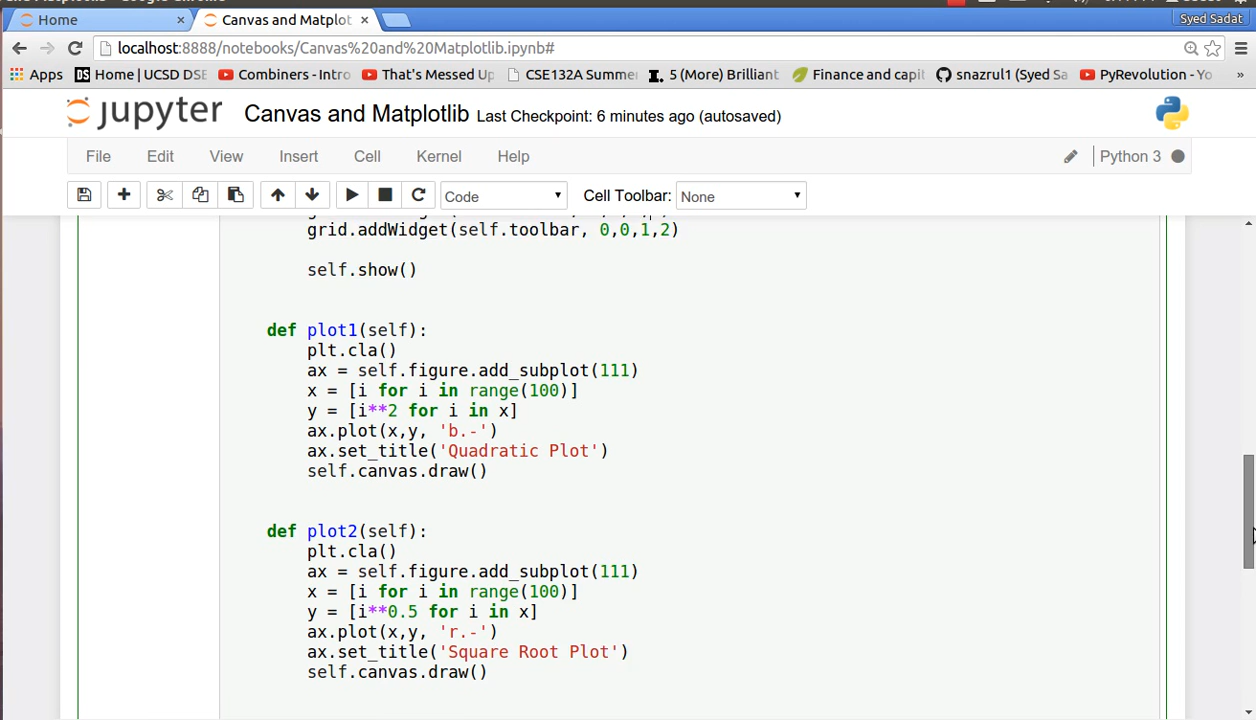 Syed Sadat
Home × Canvas and Matplot ×
localhost:8888/notebooks/Canvas%20and%20Matplotlib.ipynb#
Apps Home | UCSD DSE Combiners - Intro That's Messed Up CSE132A Summer 5 (More) Brilliant Finance and capit snazrul1 (Syed Sa PyRevolution - Yo »
jupyter Canvas and Matplotlib Last Checkpoint: 6 minutes ago (autosaved)
File Edit View Insert Cell Kernel Help Python 3
Code Cell Toolbar: None
grid.addWidget(self.toolbar, 0,0,1,2)
self.show()
def plot1(self):
plt.cla()
ax = self.figure.add_subplot(111)
x = [i for i in range(100)]
y = [i**2 for i in x]
ax.plot(x,y, 'b.-')
ax.set_title('Quadratic Plot')
self.canvas.draw()
def plot2(self):
plt.cla()
ax = self.figure.add_subplot(111)
x = [i for i in range(100)]
y = [i**0.5 for i in x]
ax.plot(x,y, 'r.-')
ax.set_title('Square Root Plot')
self.canvas.draw()